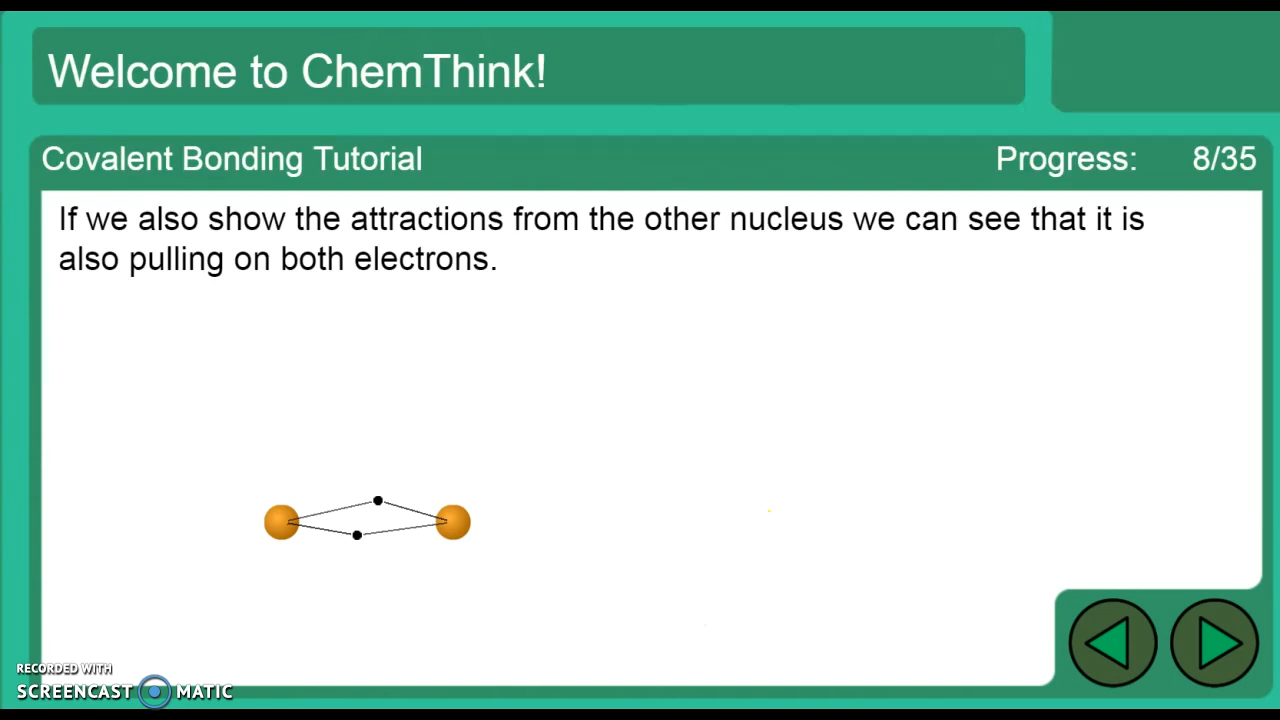 Welcome to ChemThink!
Covalent Bonding Tutorial
Progress: 8/35
If we also show the attractions from the other nucleus we can see that it is
also pulling on both electrons.
RECORDED WITH
SCREENCAST MATIC